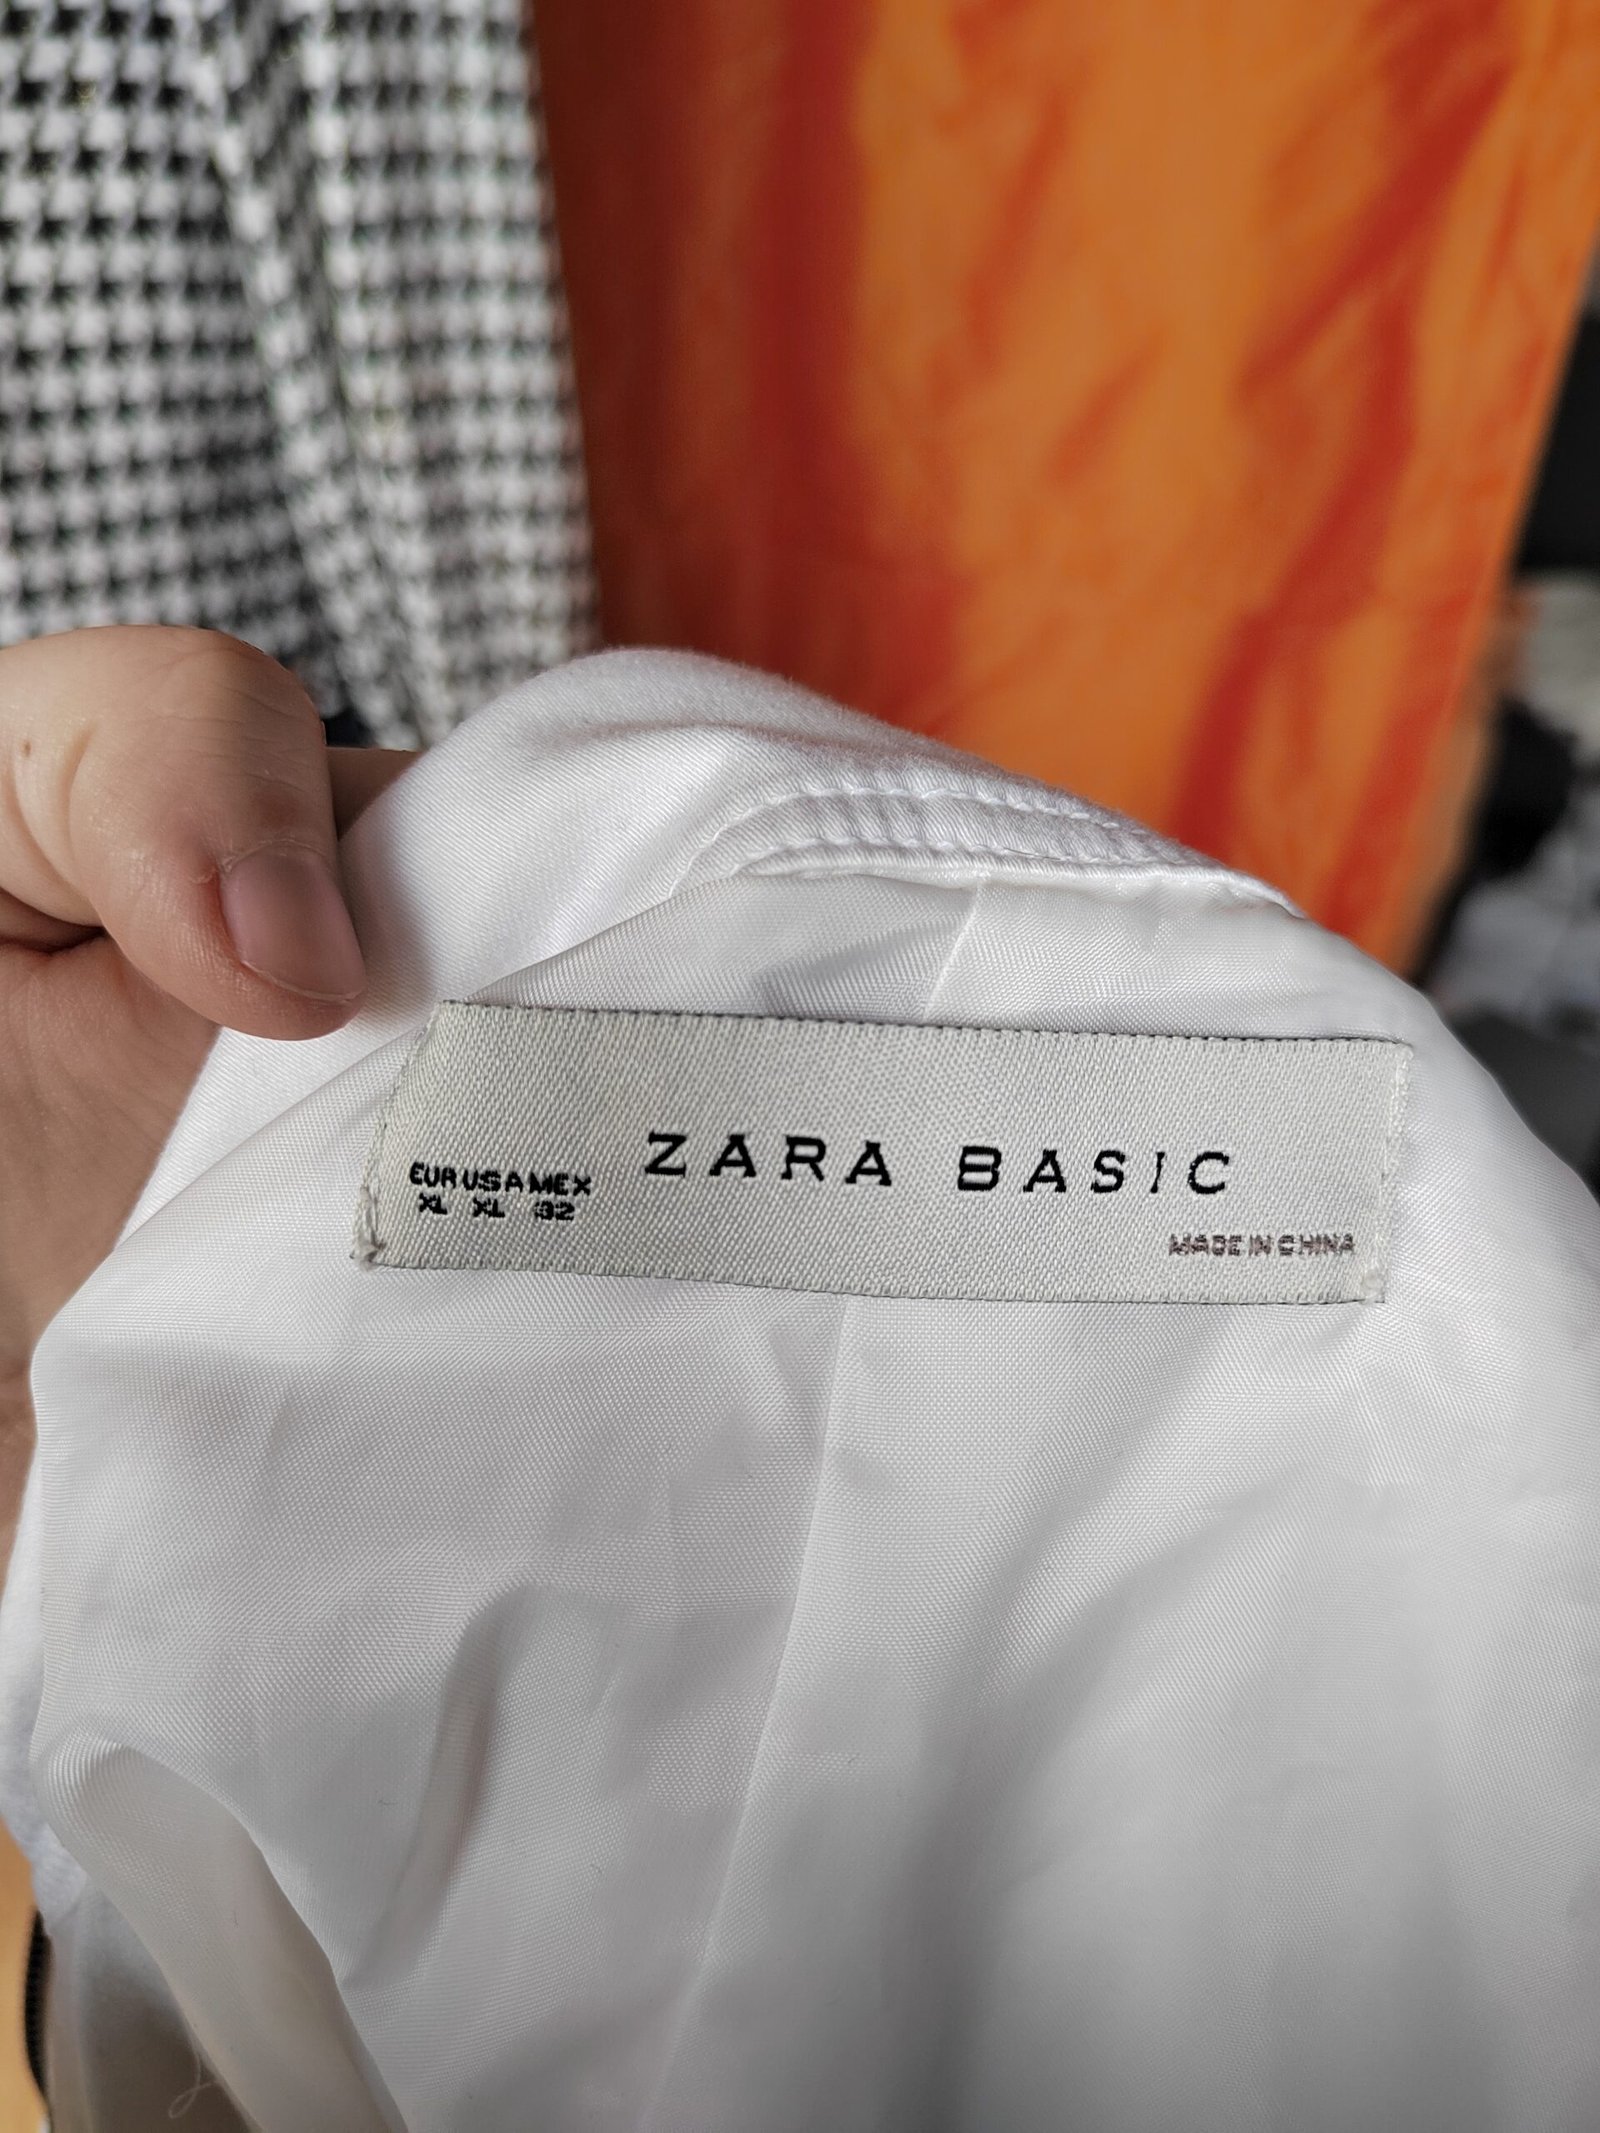 ZARA BASIC
EUR USA MEX
XL XL 32
MADE IN CHINA